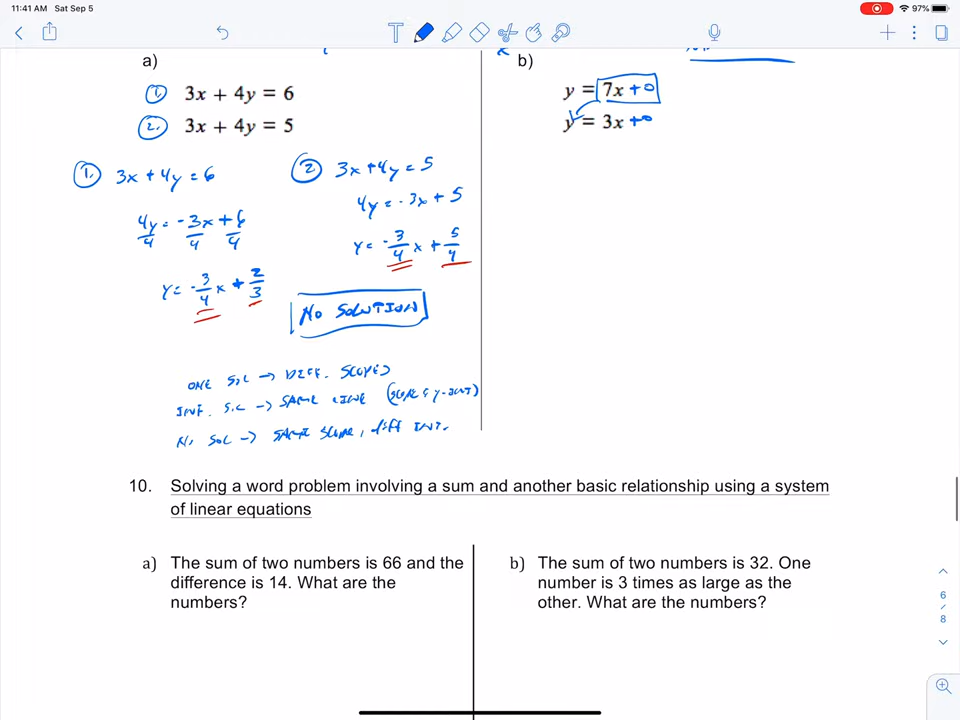 11:41 AM Sat Sep 5
97%
a)
① 3x + 4y = 6
② 3x + 4y = 5
b)
y = 7x +0
y = 3x +0
① 3x + 4y = 6
4y/4 = -3x/4 + 6/4
y = -3/4 x + 2/3
② 3x + 4y = 5
4y = -3x + 5
y = -3/4 x + 5/4
NO SOLUTION
ONE SOL → DIFF. SLOPES
INF. SOL → SAME LINE (SLOPE & Y-INT)
NO SOL → SAME SLOPE, diff INT.
10. Solving a word problem involving a sum and another basic relationship using a system
of linear equations
a) The sum of two numbers is 66 and the
difference is 14. What are the
numbers?
b) The sum of two numbers is 32. One
number is 3 times as large as the
other. What are the numbers?
6
/
8